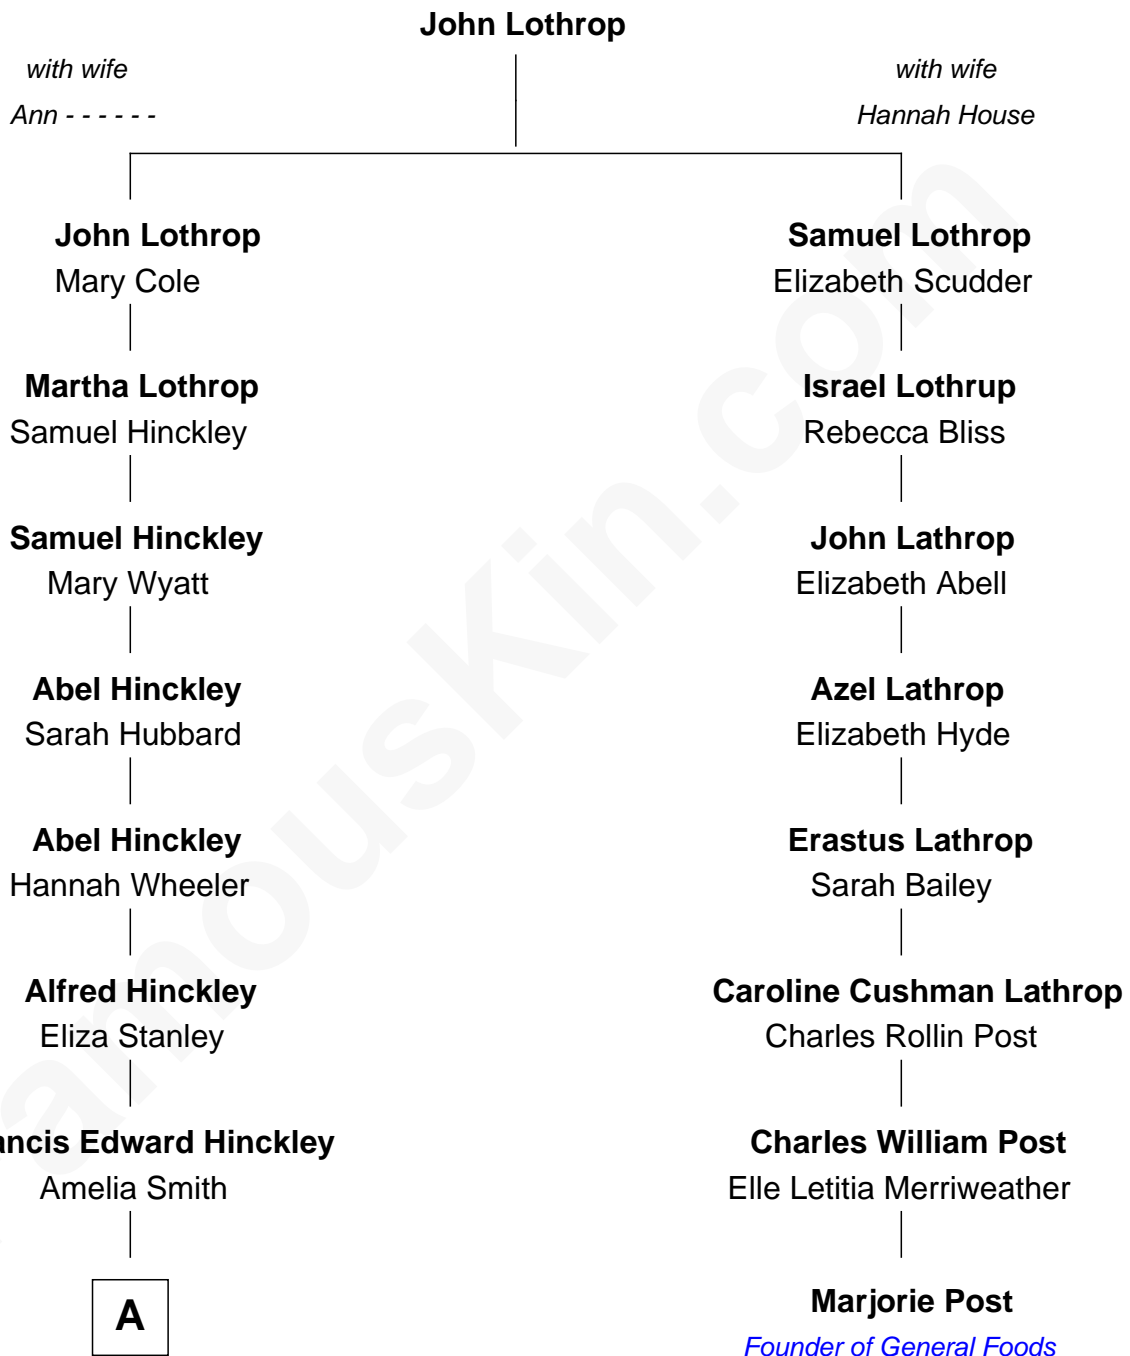 John Lothrop
with wife
Ann - - - - - -
with wife
Hannah House
John Lothrop
Mary Cole
Samuel Lothrop
Elizabeth Scudder
Martha Lothrop
Samuel Hinckley
Israel Lothrup
Rebecca Bliss
Samuel Hinckley
Mary Wyatt
John Lathrop
Elizabeth Abell
Abel Hinckley
Sarah Hubbard
Azel Lathrop
Elizabeth Hyde
Abel Hinckley
Hannah Wheeler
Erastus Lathrop
Sarah Bailey
Alfred Hinckley
Eliza Stanley
Caroline Cushman Lathrop
Charles Rollin Post
ancis Edward Hinckley
Amelia Smith
Charles William Post
Elle Letitia Merriweather
A
Marjorie Post
Founder of General Foods
amousKin.com